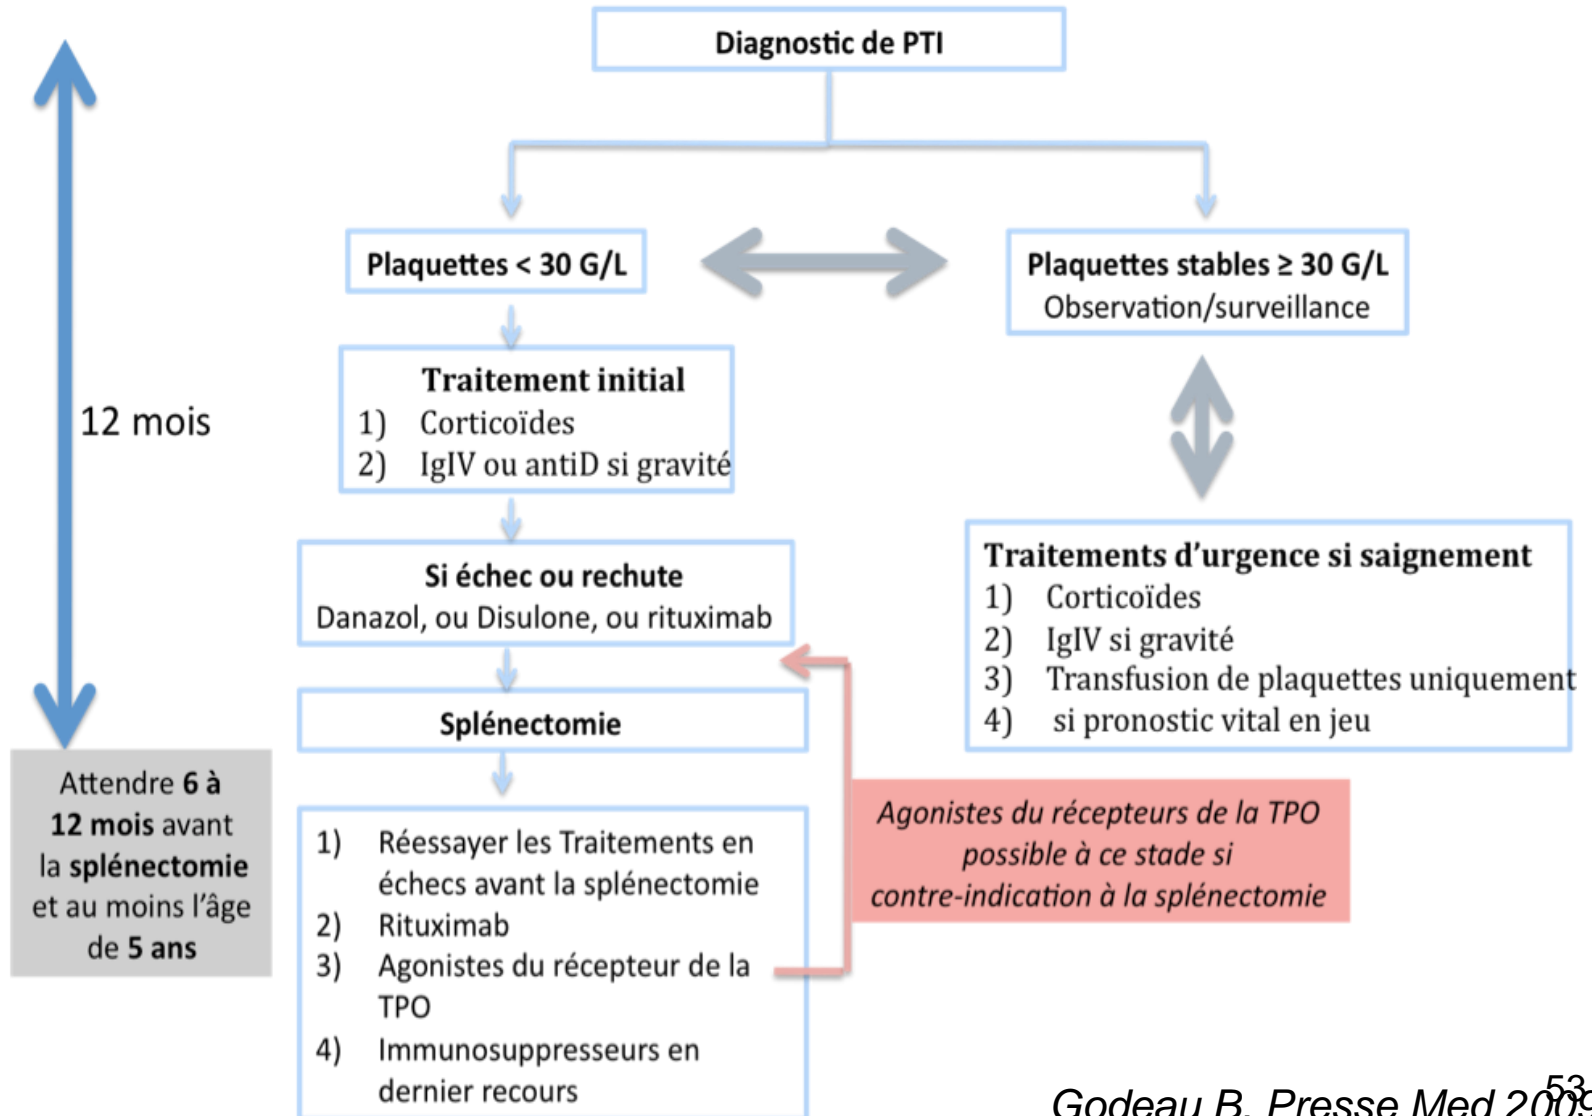 Diagnostic de PTI
Plaquettes < 30 G/L
Plaquettes stables ≥ 30 G/L
Observation/surveillance
12 mois
Traitement initial
1) Corticoïdes
2) IgIV ou antiD si gravité
Si échec ou rechute
Danazol, ou Disulone, ou rituximab
Traitements d'urgence si saignement
1) Corticoïdes
2) IgIV si gravité
3) Transfusion de plaquettes uniquement
4) si pronostic vital en jeu
Splénectomie
Attendre 6 à
12 mois avant
la splénectomie
et au moins l'âge
de 5 ans
1) Réessayer les Traitements en
échecs avant la splénectomie
2) Rituximab
3) Agonistes du récepteur de la
TPO
4) Immunosuppresseurs en
dernier recours
Agonistes du récepteurs de la TPO
possible à ce stade si
contre-indication à la splénectomie
Godeau B. Presse Med 2009
53